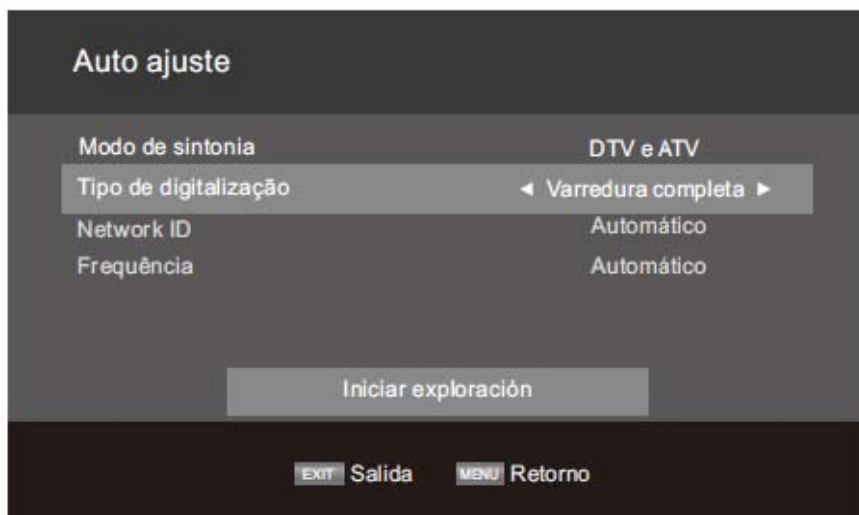 Auto ajuste
Modo de sintonia DTV e ATV
Tipo de digitalização ◄ Varredura completa ►
Network ID Automático
Frequência Automático
Iniciar exploración
EXIT Salida MENU Retorno